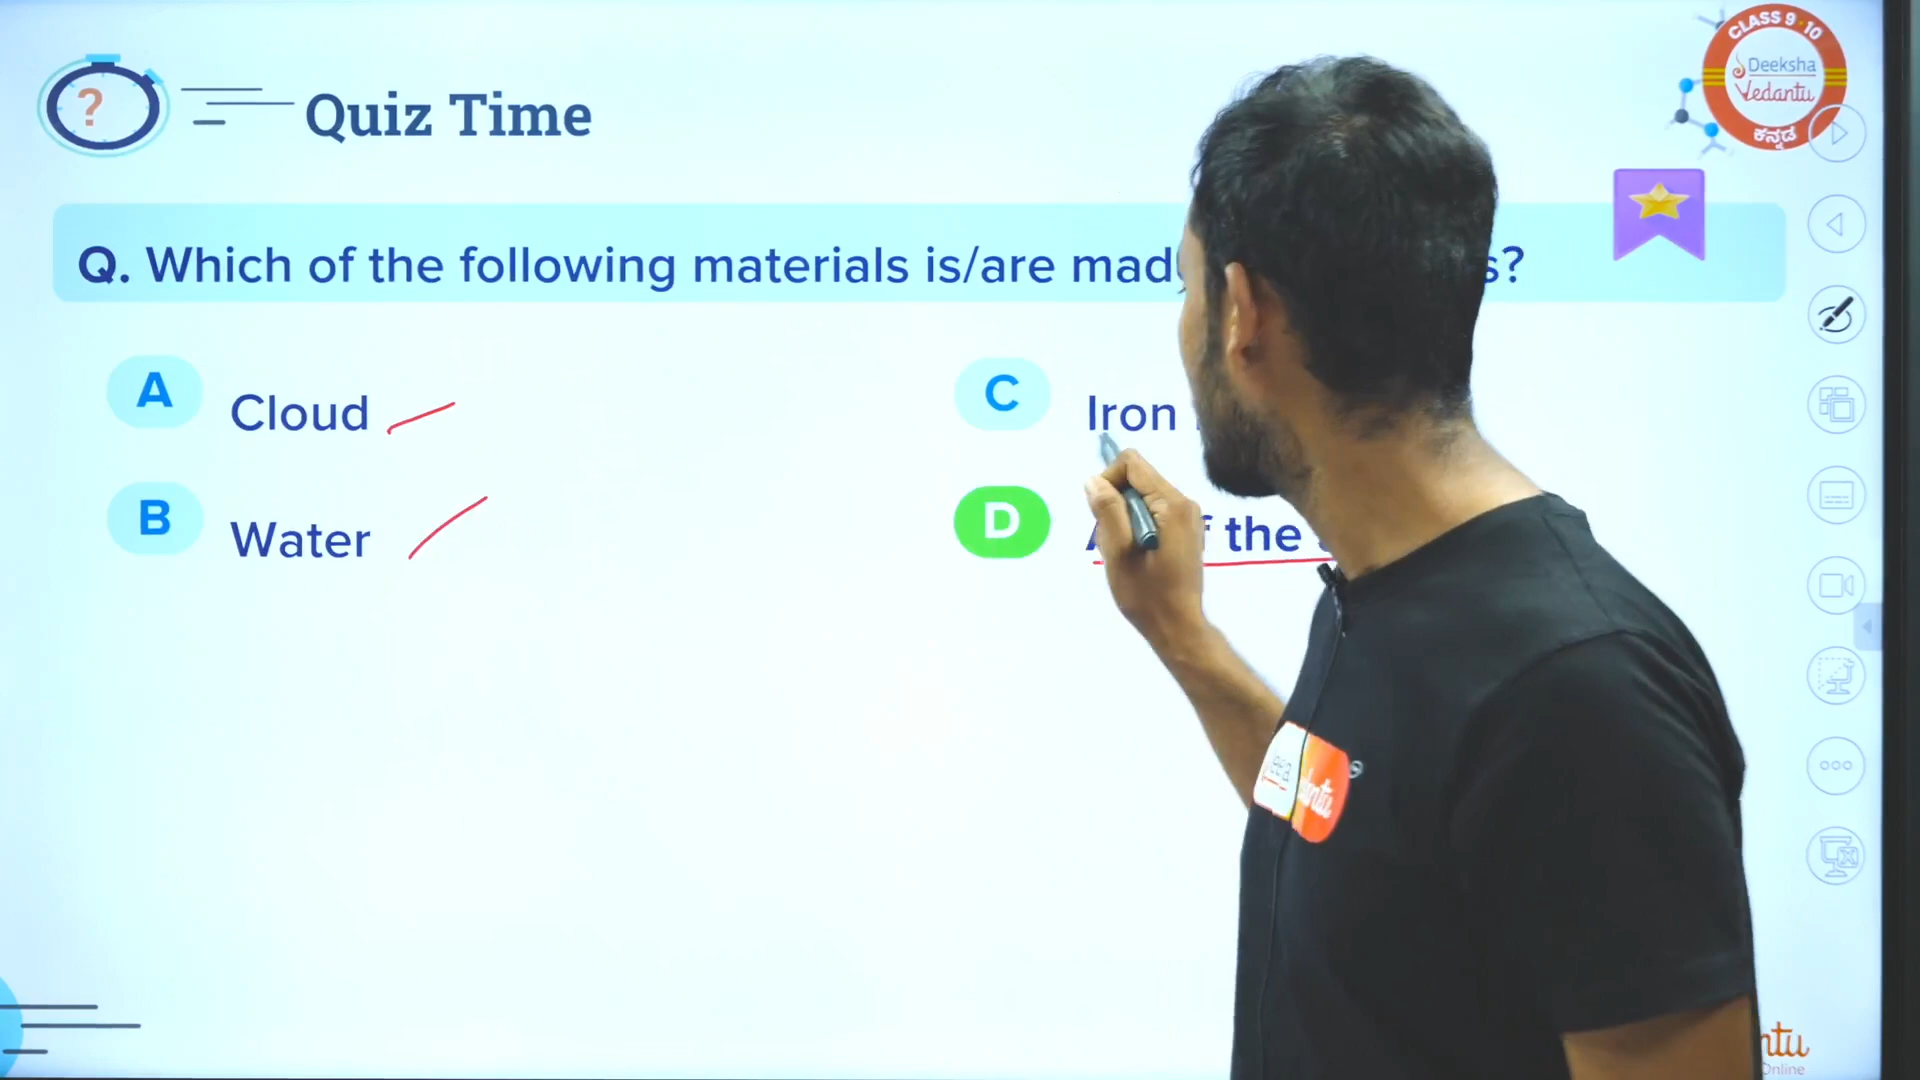 ?
Quiz Time
CLASS 9-10
Deeksha
Vedantu
ಕನ್ನಡ
Q. Which of the following materials is/are s?
A Cloud
C Iron
B Water
D the
Online